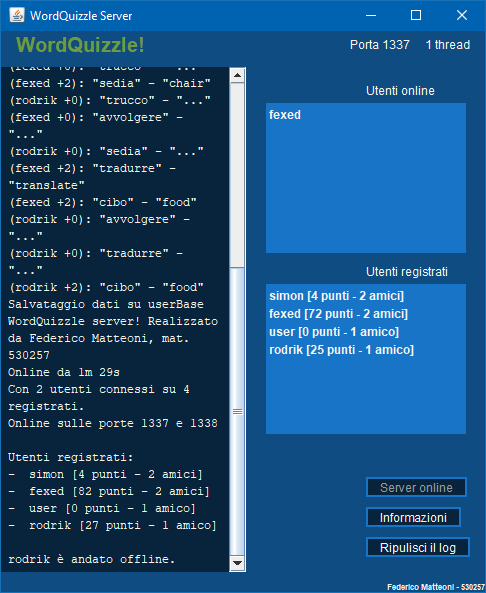 WordQuizzle Server
WordQuizzle!
Porta 1337
1 thread
(rodrik +0): "trucco" - "..."
(fexed +2): "sedia" - "chair"
(rodrik +0): "trucco" - "..."
(fexed +0): "avvolgere" -
"..."
(rodrik +0): "sedia" - "..."
(fexed +2): "tradurre" -
"translate"
(fexed +2): "cibo" - "food"
(rodrik +0): "avvolgere" -
"..."
(rodrik +0): "tradurre" -
"..."
(rodrik +2): "cibo" - "food"
Salvataggio dati su userBase
WordQuizzle server! Realizzato
da Federico Matteoni, mat.
530257
Online da 1m 29s
Con 2 utenti connessi su 4
registrati.
Online sulle porte 1337 e 1338
Utenti registrati:
- simon [4 punti - 2 amici]
- fexed [82 punti - 2 amici]
- user [0 punti - 1 amico]
- rodrik [27 punti - 1 amico]
rodrik è andato offline.
Utenti online
fexed
Utenti registrati
simon [4 punti - 2 amici]
fexed [72 punti - 2 amici]
user [0 punti - 1 amico]
rodrik [25 punti - 1 amico]
Server online
Informazioni
Ripulisci il log
Federico Matteoni - 530257